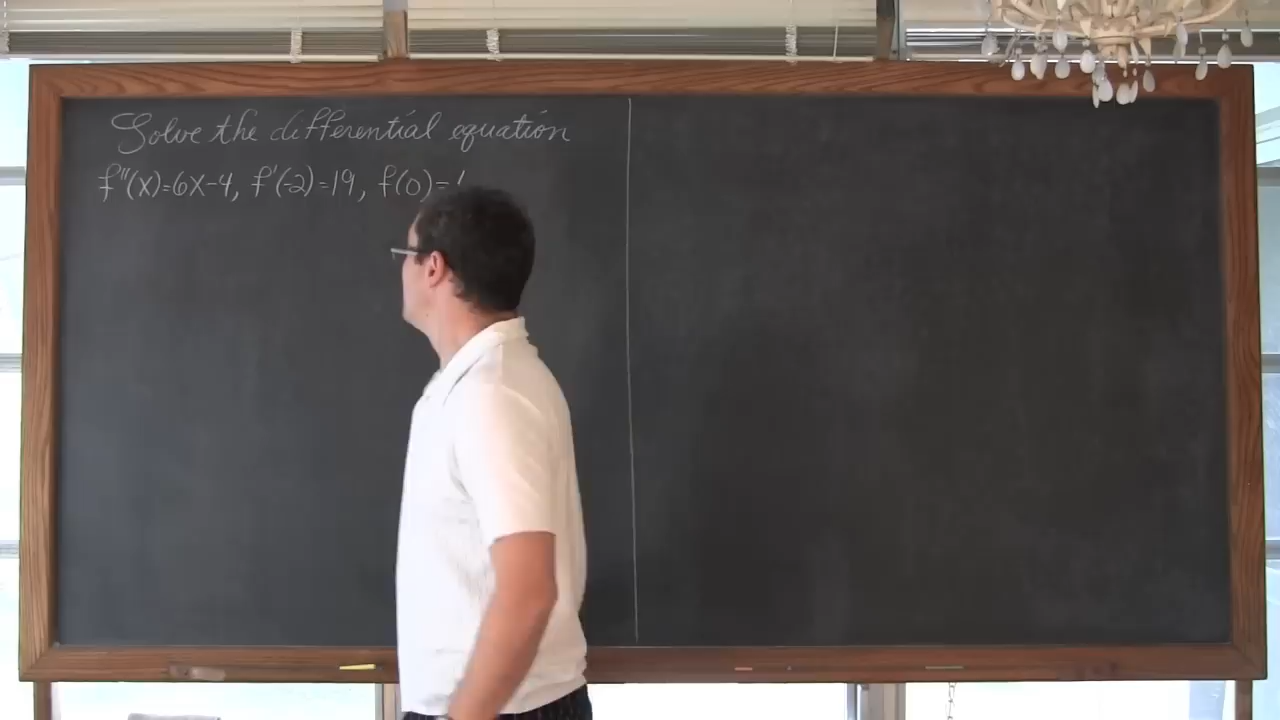 Solve the differential equation
f''(x)=6x-4, f'(-2)=19, f(0)=